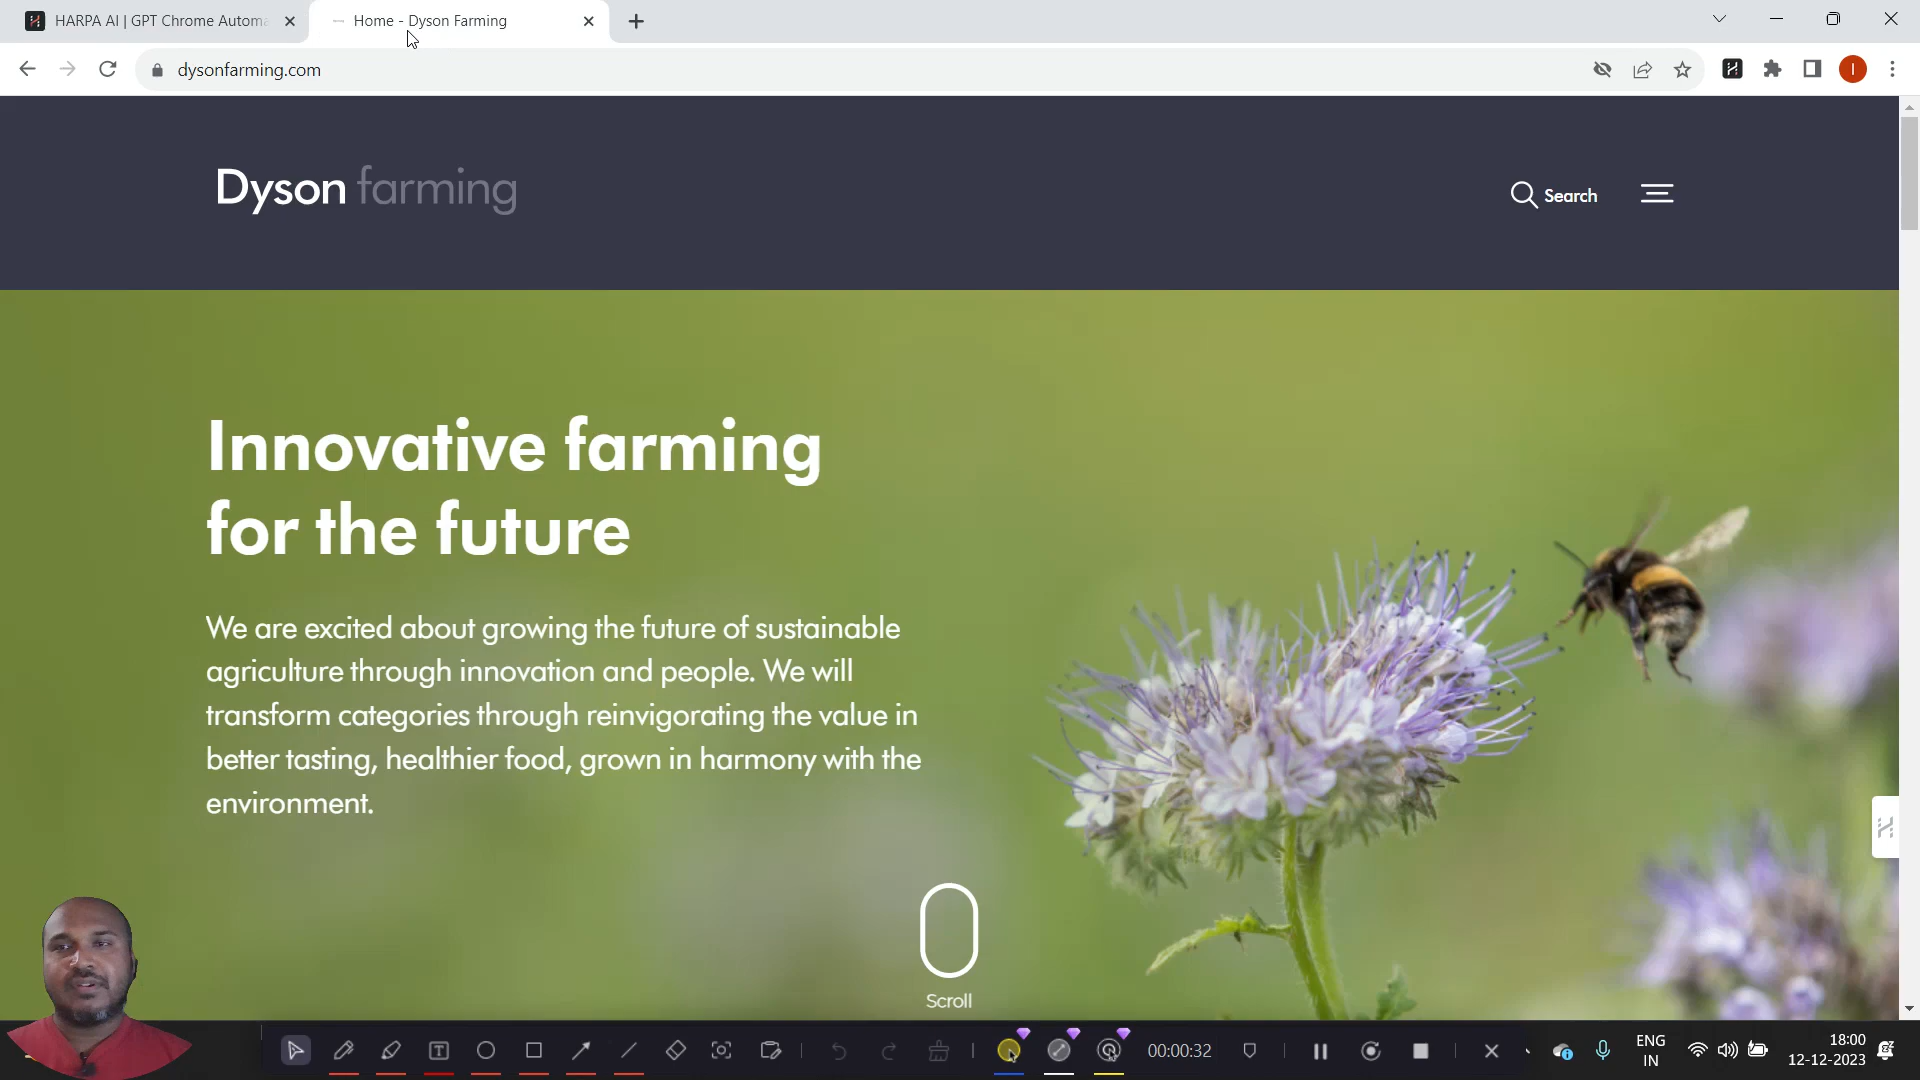 HARPA AI | GPT Chrome Automa
Home - Dyson Farming
dysonfarming.com
I
Dyson farming
Search
Innovative farming
for the future
We are excited about growing the future of sustainable
agriculture through innovation and people. We will
transform categories through reinvigorating the value in
better tasting, healthier food, grown in harmony with the
environment.
Scroll
T
00:00:32
ENG
IN
18:00
12-12-2023